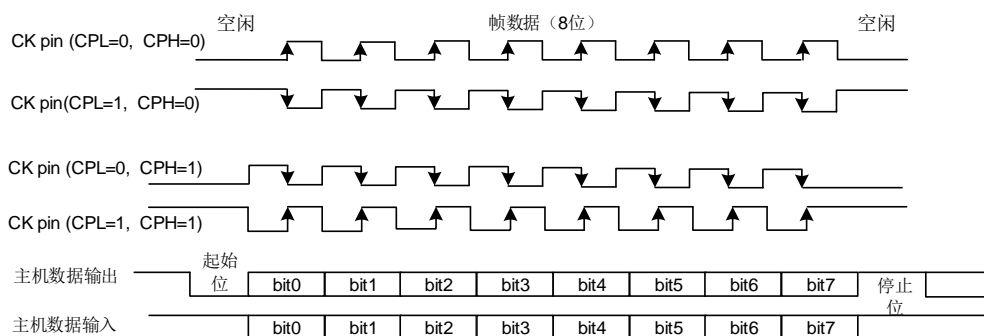 空闲 帧数据（8位） 空闲
CK pin (CPL=0, CPH=0)
CK pin(CPL=1, CPH=0)
CK pin (CPL=0, CPH=1)
CK pin (CPL=1, CPH=1)
主机数据输出 起始位 bit0 bit1 bit2 bit3 bit4 bit5 bit6 bit7 停止位
主机数据输入 bit0 bit1 bit2 bit3 bit4 bit5 bit6 bit7